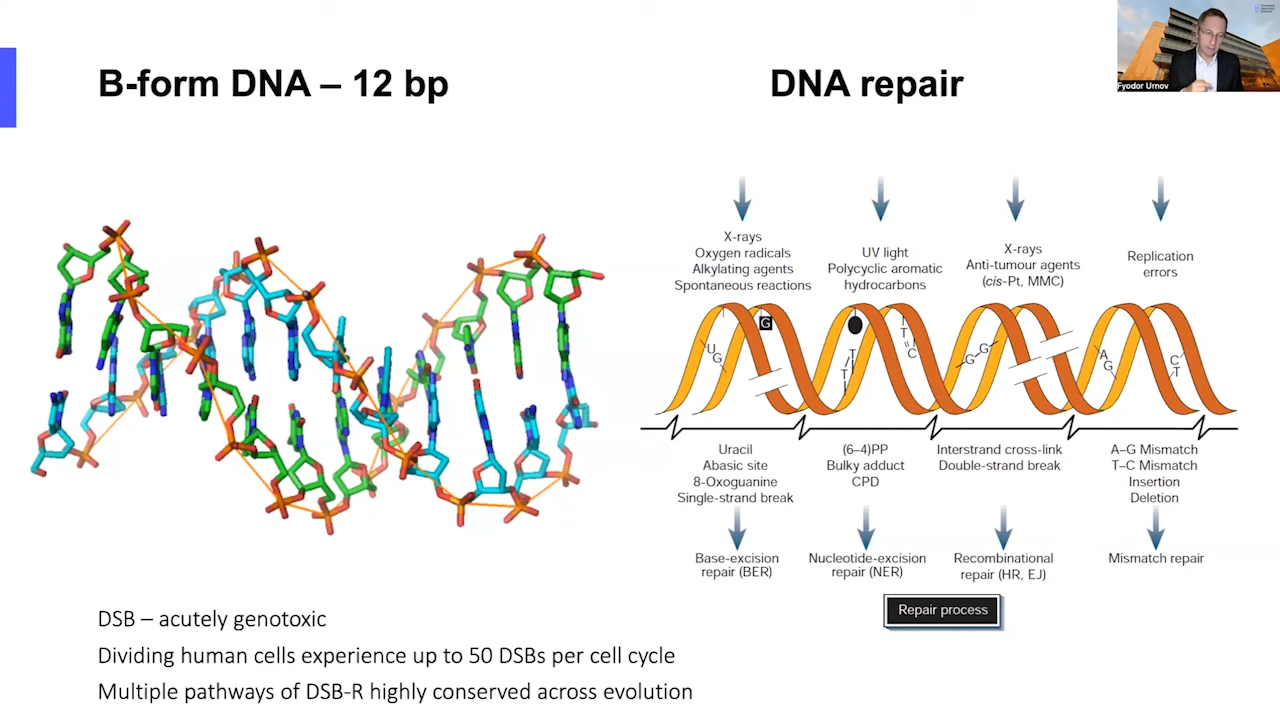 B-form DNA – 12 bp
DNA repair
Fyodor Urnov
X-rays
Oxygen radicals
Alkylating agents
Spontaneous reactions
UV light
Polycyclic aromatic
hydrocarbons
X-rays
Anti-tumour agents
(cis-Pt, MMC)
Replication
errors
U
G
G
T
T
T
C
G
G
A
G
C
T
Uracil
Abasic site
8-Oxoguanine
Single-strand break
(6–4)PP
Bulky adduct
CPD
Interstrand cross-link
Double-strand break
A–G Mismatch
T–C Mismatch
Insertion
Deletion
Base-excision
repair (BER)
Nucleotide-excision
repair (NER)
Recombinational
repair (HR, EJ)
Mismatch repair
Repair process
DSB – acutely genotoxic
Dividing human cells experience up to 50 DSBs per cell cycle
Multiple pathways of DSB-R highly conserved across evolution